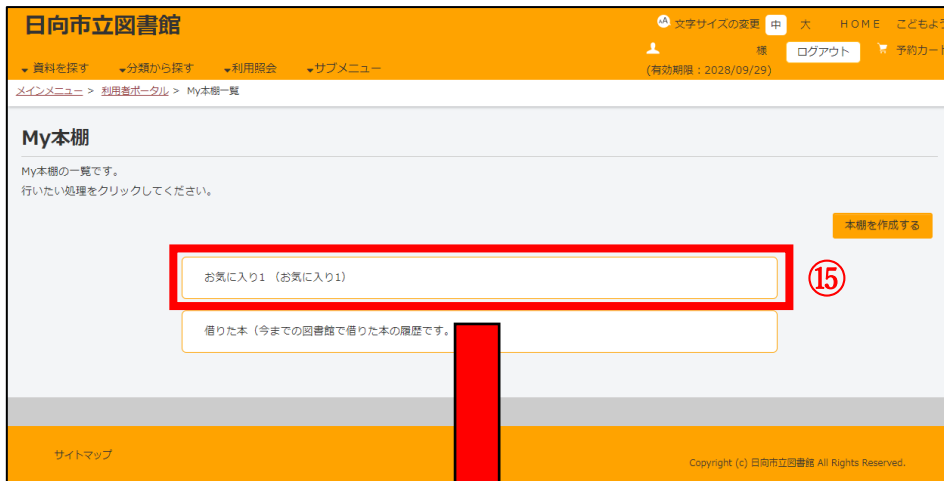 日向市立図書館
文字サイズの変更 中 大 HOME こどもよう
様 ログアウト 予約カート
資料を探す 分類から探す 利用照会 サブメニュー
(有効期限:2028/09/29)
メインメニュー > 利用者ポータル > My本棚一覧
My本棚
My本棚の一覧です。
行いたい処理をクリックしてください。
本棚を作成する
お気に入り1 (お気に入り1)
⑮
借りた本(今までの図書館で借りた本の履歴です。
サイトマップ
Copyright (c) 日向市立図書館 All Rights Reserved.